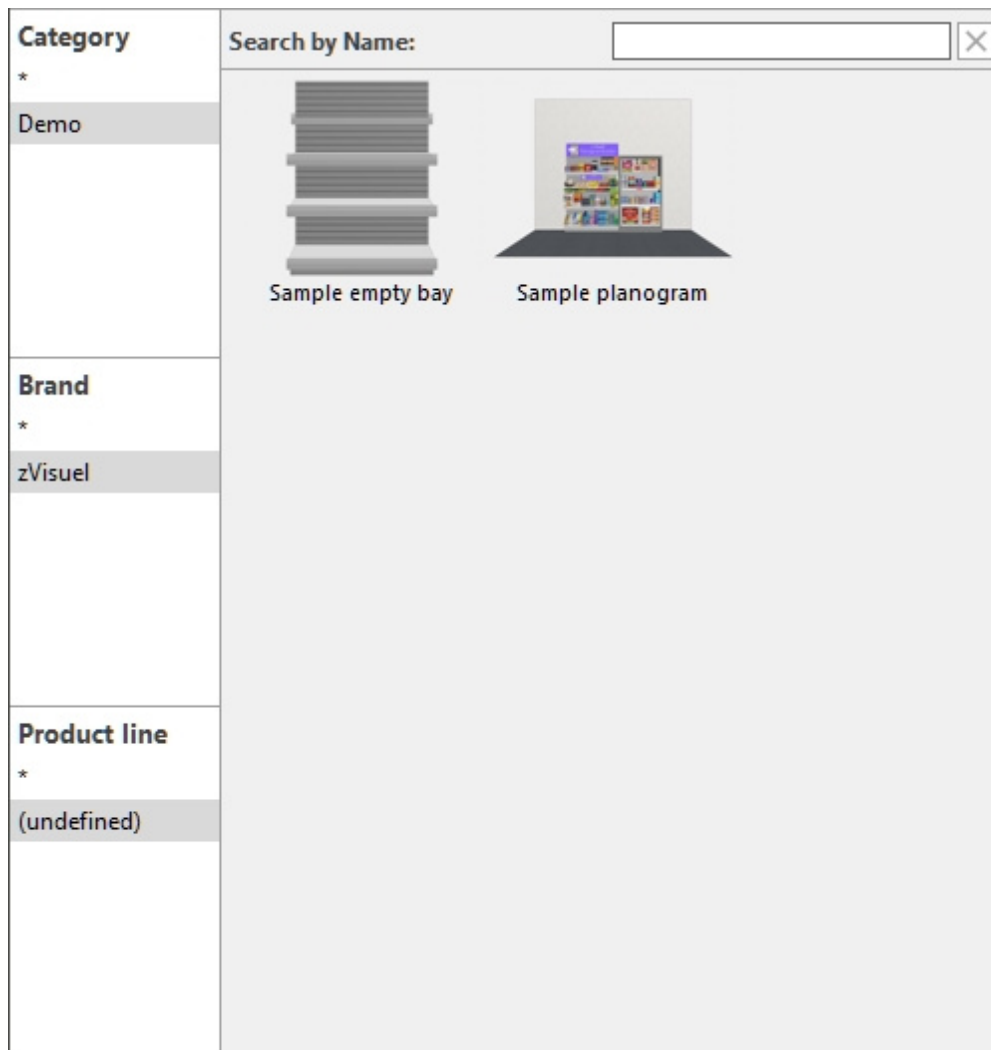 Category
*
Demo
Brand
*
zVisuel
Product line
*
(undefined)
Search by Name:
Sample empty bay
Sample planogram